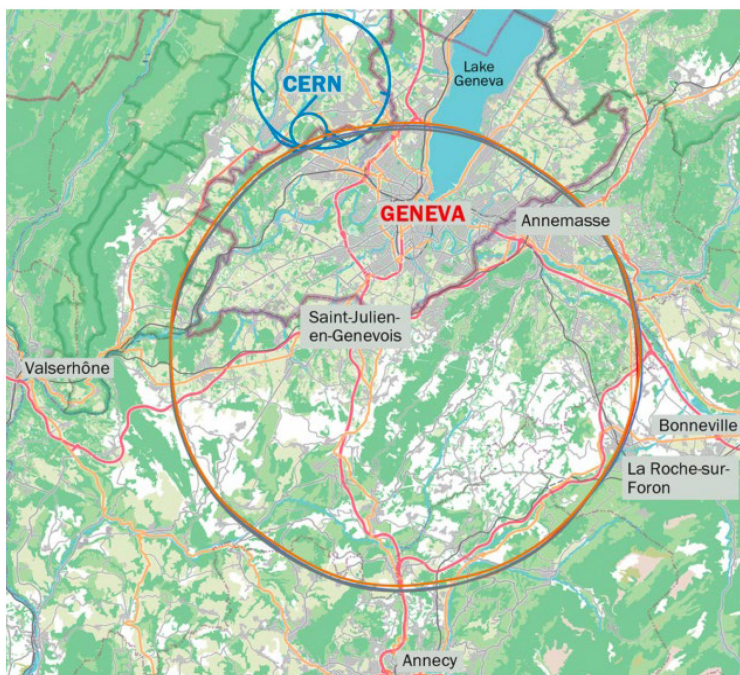 Lake
Geneva
CERN
GENEVA
Annemasse
Saint-Julien-
en-Genevois
Valserhône
Bonneville
La Roche-sur-
Foron
Annecy